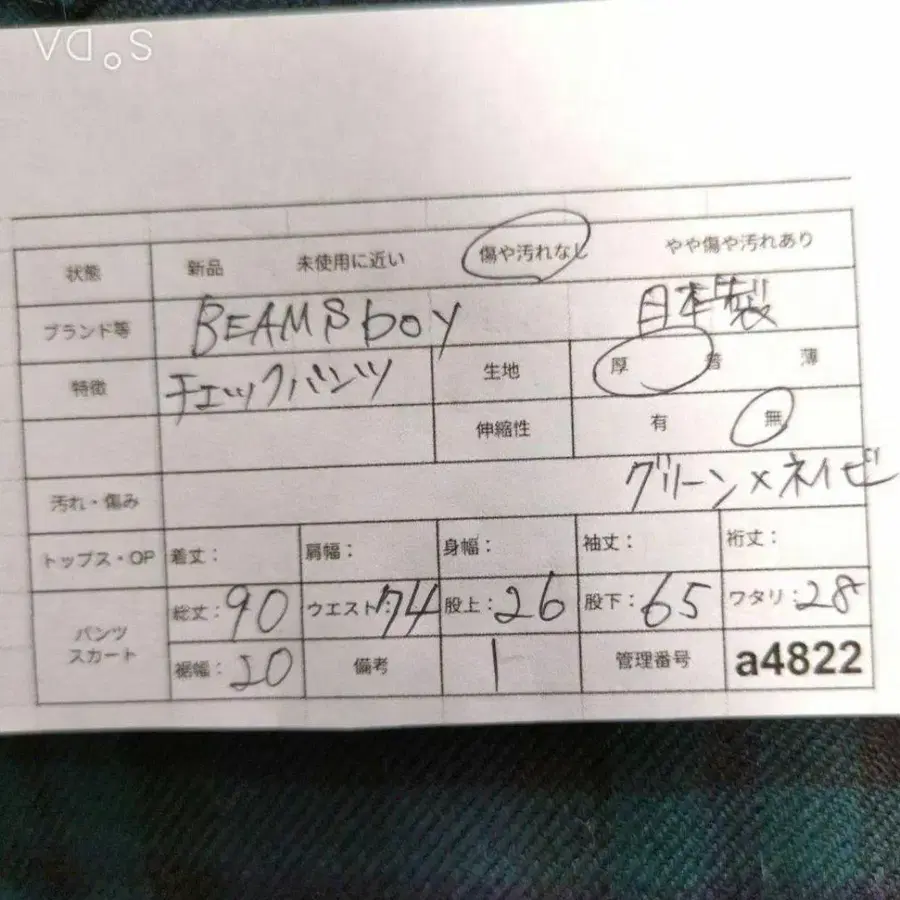 vd.s
状態 新品 未使用に近い 傷や汚れなし やや傷や汚れあり
ブランド等 BEAMS boy 日本製
特徴 チェックパンツ 生地 厚 普 薄
伸縮性 有 無
汚れ・傷み グリーン×ネイビ
トップス・OP 着丈: 肩幅: 身幅: 袖丈: 裄丈:
パンツ スカート 総丈:90 ウエスト:74 股上:26 股下:65 ワタリ:28
裾幅:20 備考 1 管理番号 a4822